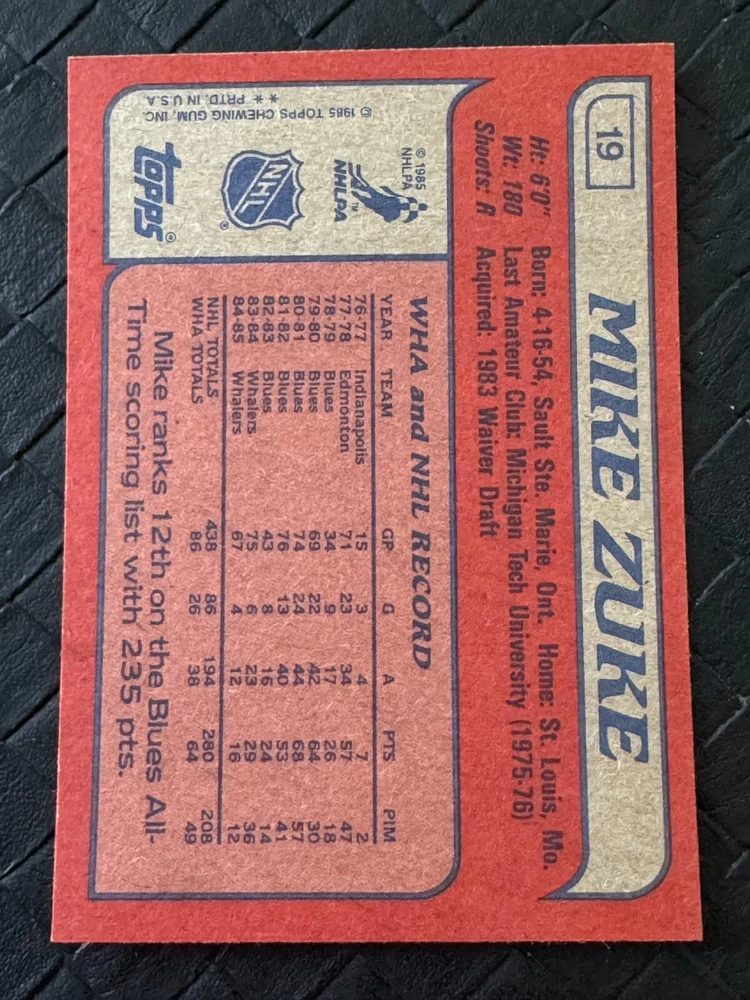 19
MIKE ZUKE
Ht: 6'0" Born: 4-16-54, Sault Ste. Marie, Ont. Home: St. Louis, Mo.
Wt: 180 Last Amateur Club: Michigan Tech University (1975-76)
Shoots: R Acquired: 1983 Waiver Draft
© 1985
NHLPA
NHLPA™
NHL ®
topps®
© 1985 TOPPS CHEWING GUM, INC.
** PRTD. IN U.S.A.
WHA and NHL RECORD
YEAR TEAM GP G A PTS PIM
76-77 Indianapolis 15 3 4 7 2
77-78 Edmonton 71 23 34 57 47
78-79 Blues 34 9 17 26 18
79-80 Blues 69 22 42 64 30
80-81 Blues 74 24 44 68 57
81-82 Blues 76 13 40 53 41
82-83 Blues 43 8 16 24 14
83-84 Whalers 75 6 23 29 36
84-85 Whalers 67 4 12 16 12
NHL TOTALS 438 86 194 280 208
WHA TOTALS 86 26 38 64 49
Mike ranks 12th on the Blues All-
Time scoring list with 235 pts.